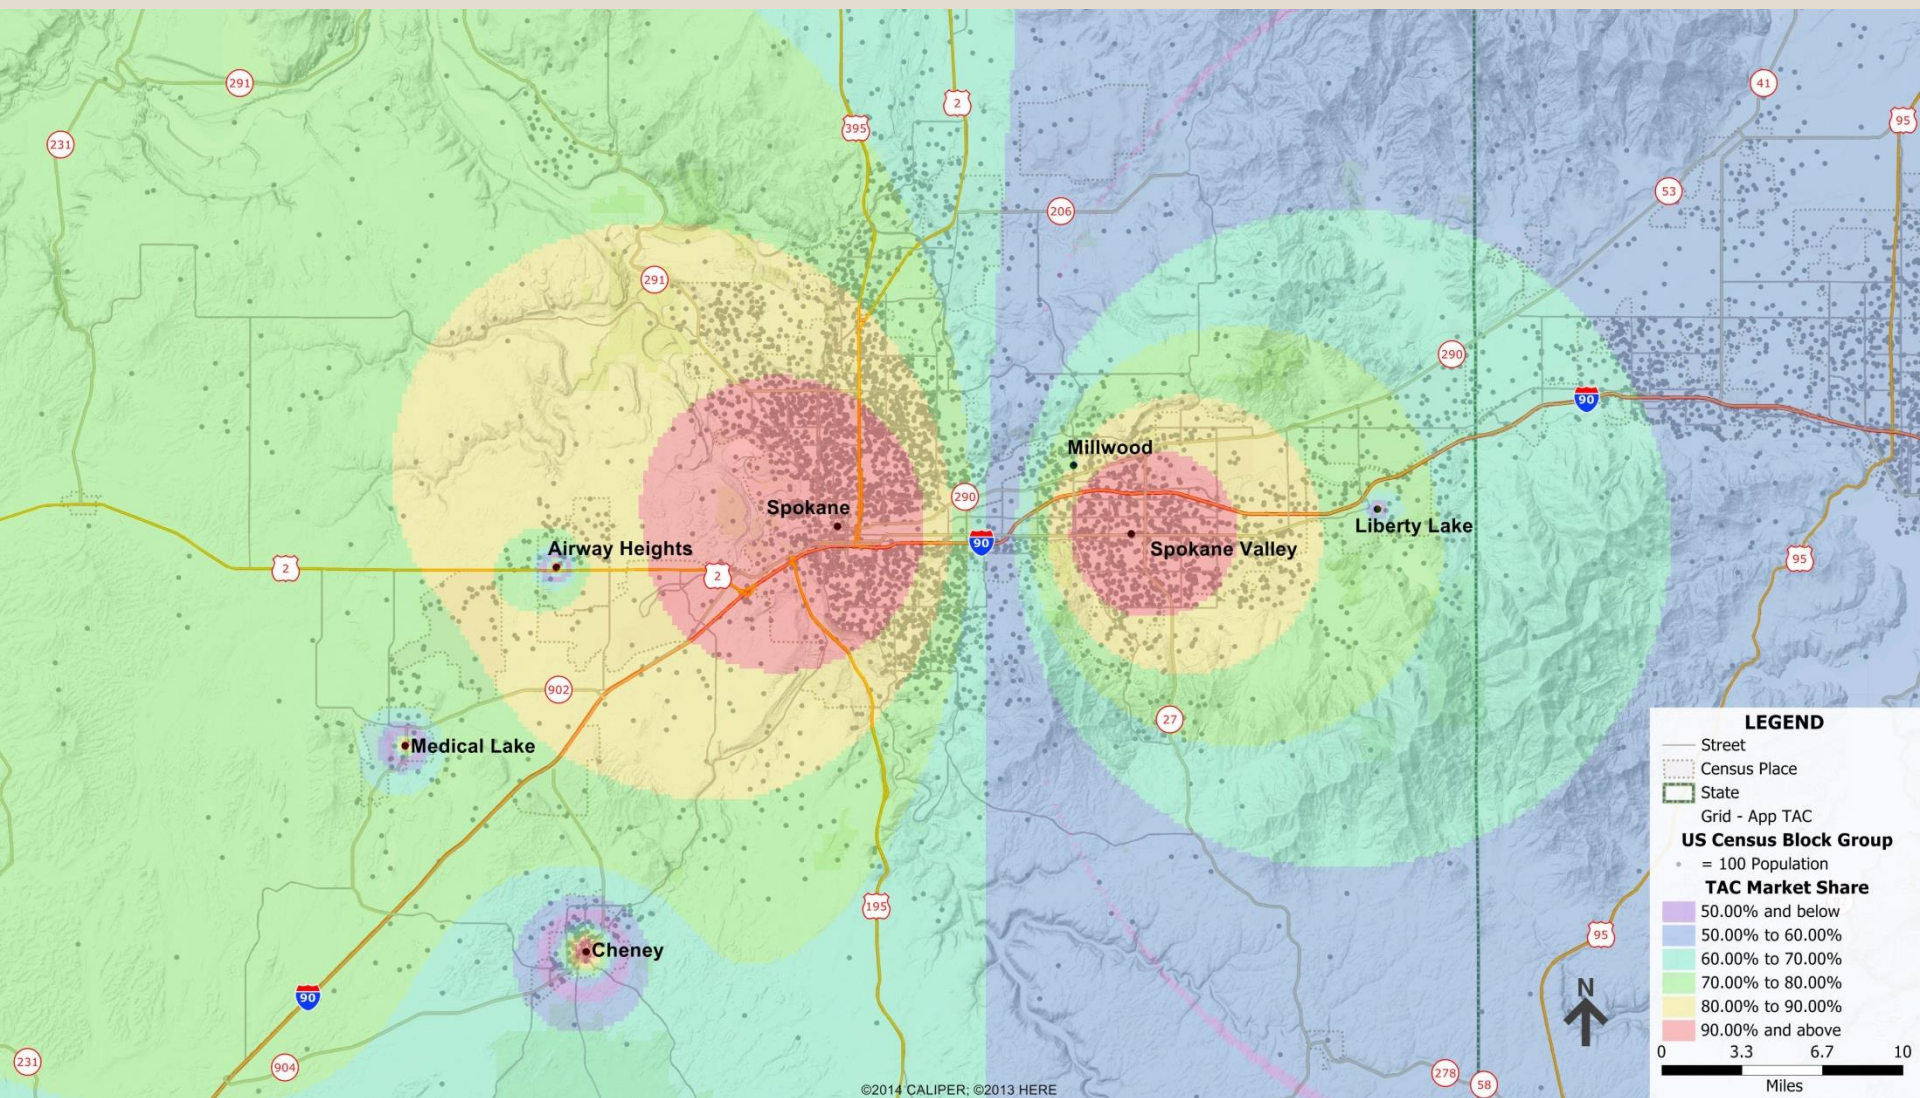 291
41
2
95
395
231
53
206
291
290
90
Millwood
290
Spokane
Liberty Lake
90
Spokane Valley
Airway Heights
2
2
95
902
27
Medical Lake
195
95
Cheney
90
231
904
278
58
LEGEND
Street
Census Place
State
Grid - App TAC
US Census Block Group
= 100 Population
TAC Market Share
50.00% and below
50.00% to 60.00%
60.00% to 70.00%
70.00% to 80.00%
80.00% to 90.00%
90.00% and above
N
0 3.3 6.7 10
Miles
©2014 CALIPER; ©2013 HERE